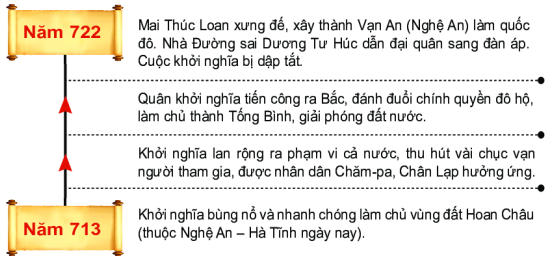 Năm 722
Mai Thúc Loan xưng đế, xây thành Vạn An (Nghệ An) làm quốc
đô. Nhà Đường sai Dương Tư Húc dẫn đại quân sang đàn áp.
Cuộc khởi nghĩa bị dập tắt.
Quân khởi nghĩa tiến công ra Bắc, đánh đuổi chính quyền đô hộ,
làm chủ thành Tống Bình, giải phóng đất nước.
Khởi nghĩa lan rộng ra phạm vi cả nước, thu hút vài chục vạn
người tham gia, được nhân dân Chăm-pa, Chân Lạp hưởng ứng.
Năm 713
Khởi nghĩa bùng nổ và nhanh chóng làm chủ vùng đất Hoan Châu
(thuộc Nghệ An – Hà Tĩnh ngày nay).